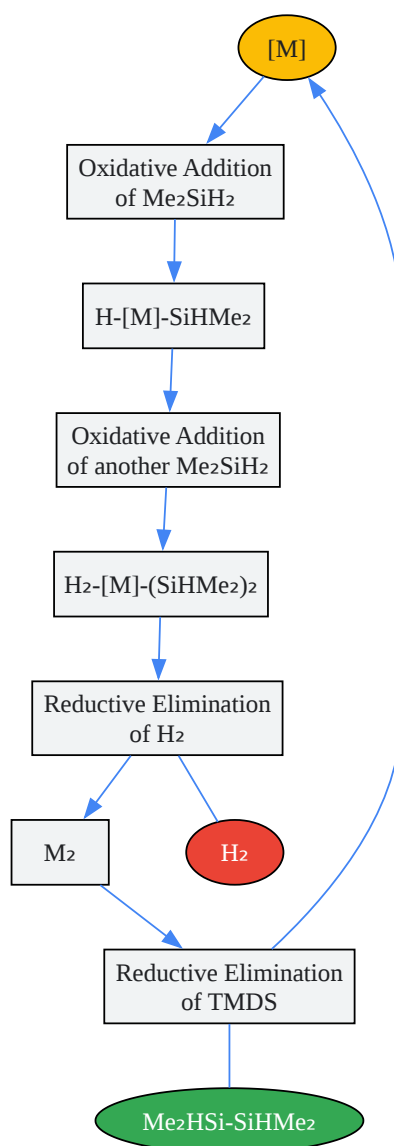 [M]
Oxidative Addition
of Me₂SiH₂
H-[M]-SiHMe₂
Oxidative Addition
of another Me₂SiH₂
H₂-[M]-(SiHMe₂)₂
Reductive Elimination
of H₂
M₂
H₂
Reductive Elimination
of TMDS
Me₂HSi-SiHMe₂